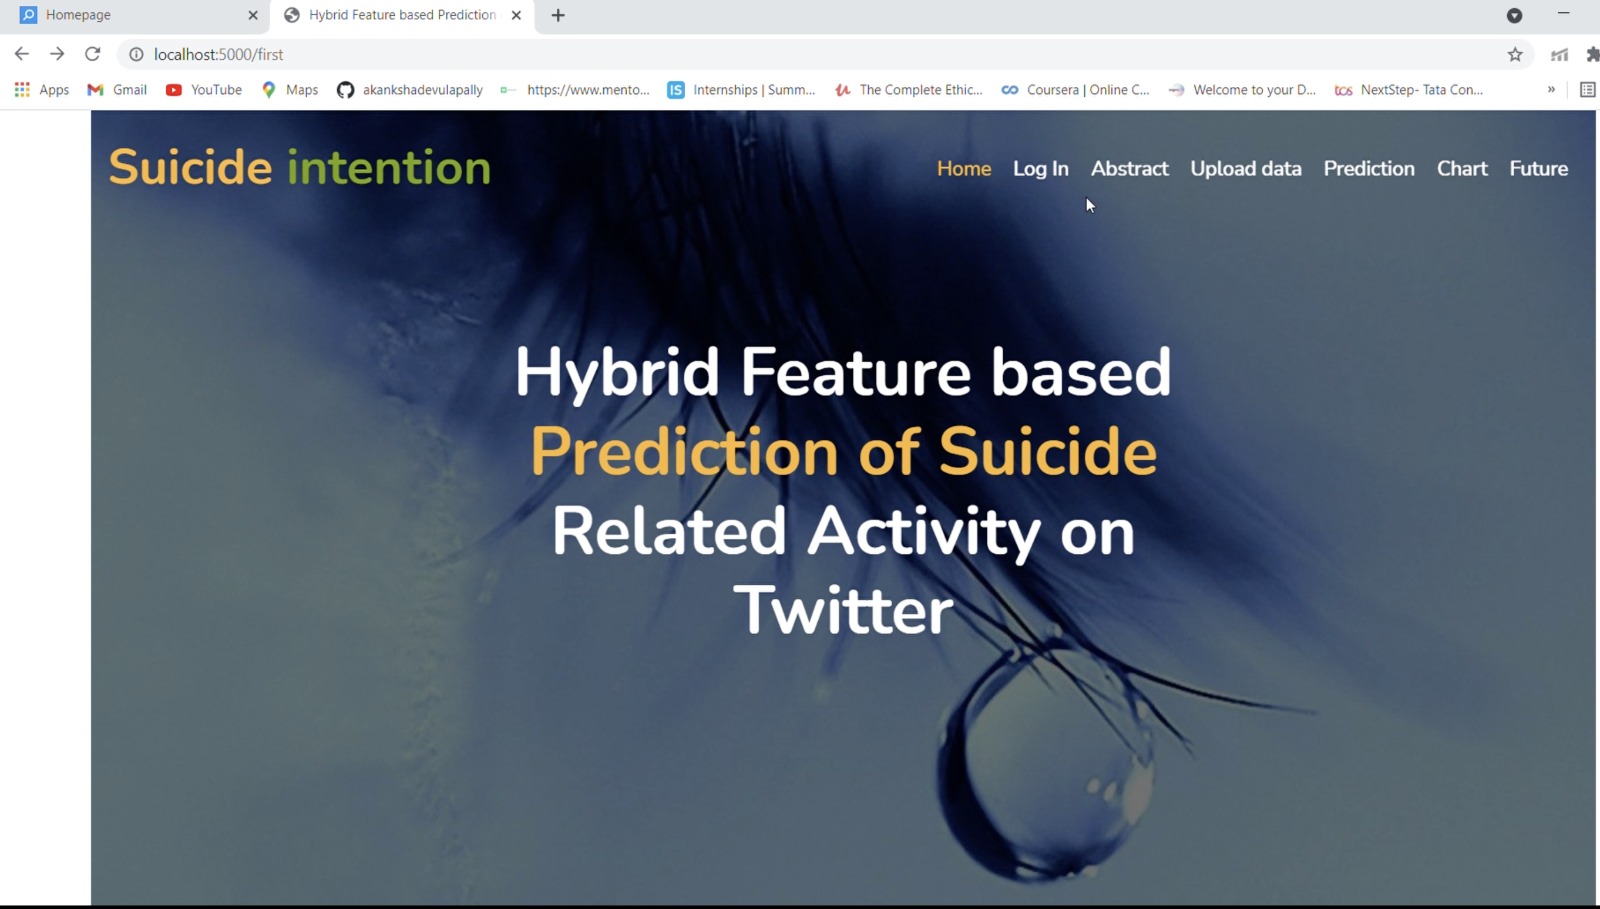 Homepage
Hybrid Feature based Prediction
localhost:5000/first
Apps Gmail YouTube Maps akankshadevulapally https://www.mento... IS Internships | Summ... The Complete Ethic... Coursera | Online C... Welcome to your D... tcs NextStep- Tata Con... »
Suicide intention
Home Log In Abstract Upload data Prediction Chart Future
Hybrid Feature based
Prediction of Suicide
Related Activity on
Twitter